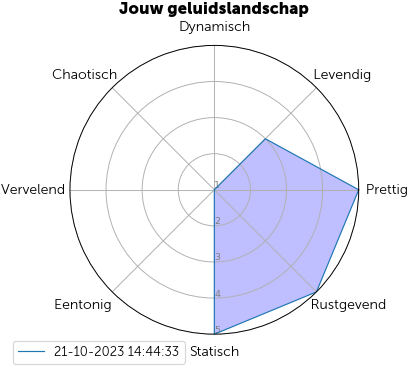 Jouw geluidslandschap
Dynamisch
Chaotisch
Levendig
Vervelend
Prettig
Eentonig
Rustgevend
Statisch
1
2
3
4
5
21-10-2023 14:44:33